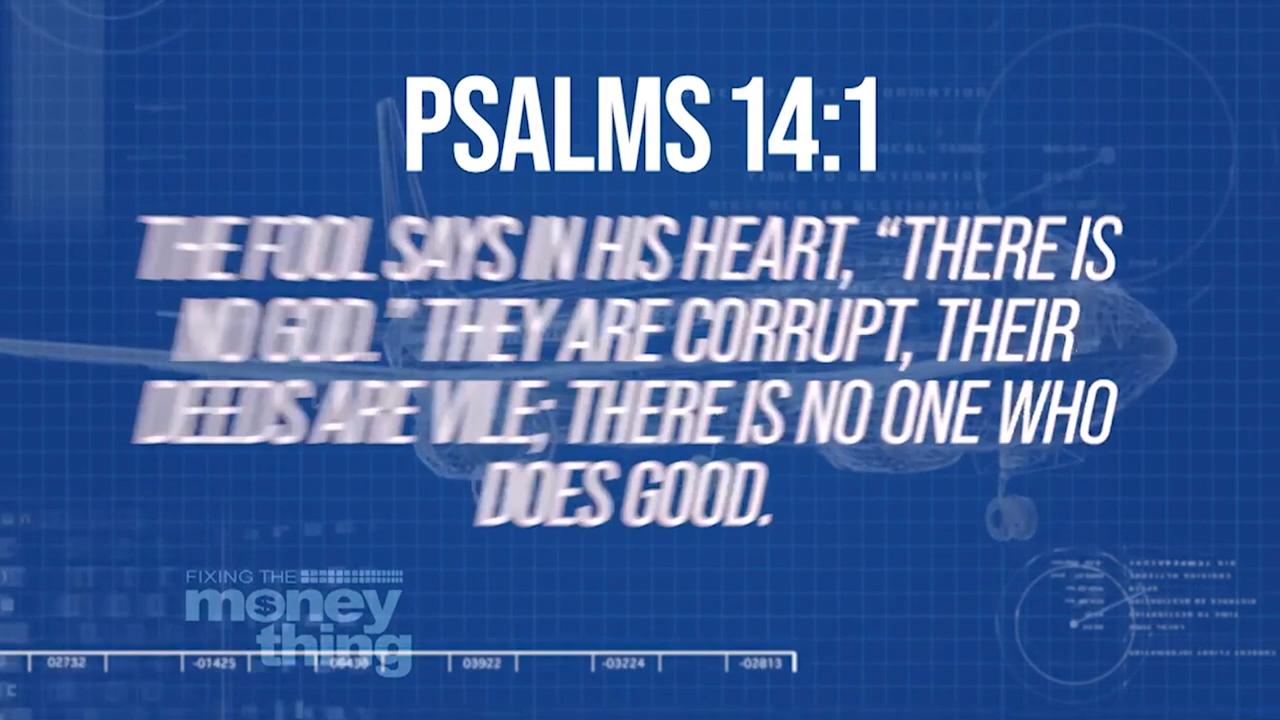 PSALMS 14:1
THE FOOL SAYS IN HIS HEART, “THERE IS
NO GOD.” THEY ARE CORRUPT, THEIR
DEEDS ARE VILE; THERE IS NO ONE WHO
DOES GOOD.
FIXING THE
money
thing
02732 -01425 03922 -03224 -02813